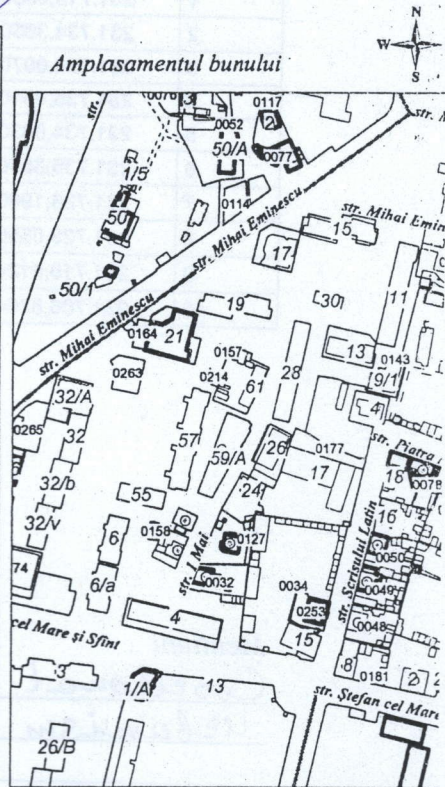 N
W
E
S
Amplasamentul bunului
0117
0052
2
50/A
0077
0114
str. Mihai Eminescu
1/5
50
50/1
str. Mihai Eminescu
15
17
str. Mihai Eminescu
19
30
11
0164
21
13
0143
9/1
0263
0157
0214
61
28
4
32/A
0265
32
57
59/A
26
0177
17
str. Piatra
18
0078
32/b
55
24
16
32/v
0158
0127
str. 1 Mai
str. Scrisului Latin
0050
6
0032
0034
0049
74
6/a
0253
0048
4
15
cel Mare și Sfînt
8
0181
2
3
1/A
13
str. Ștefan cel Mare
26/B